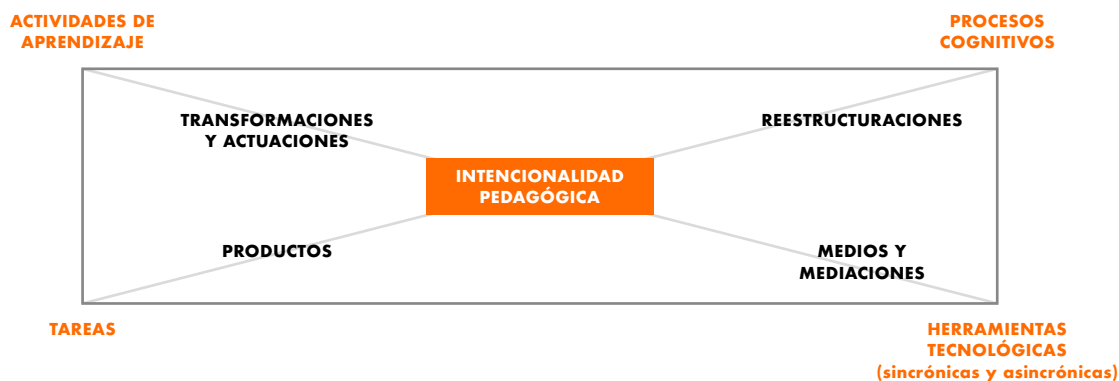 ACTIVIDADES DE
APRENDIZAJE
PROCESOS
COGNITIVOS
TRANSFORMACIONES
Y ACTUACIONES
REESTRUCTURACIONES
INTENCIONALIDAD
PEDAGÓGICA
PRODUCTOS
MEDIOS Y
MEDIACIONES
TAREAS
HERRAMIENTAS
TECNOLÓGICAS
(sincrónicas y asincrónicas)